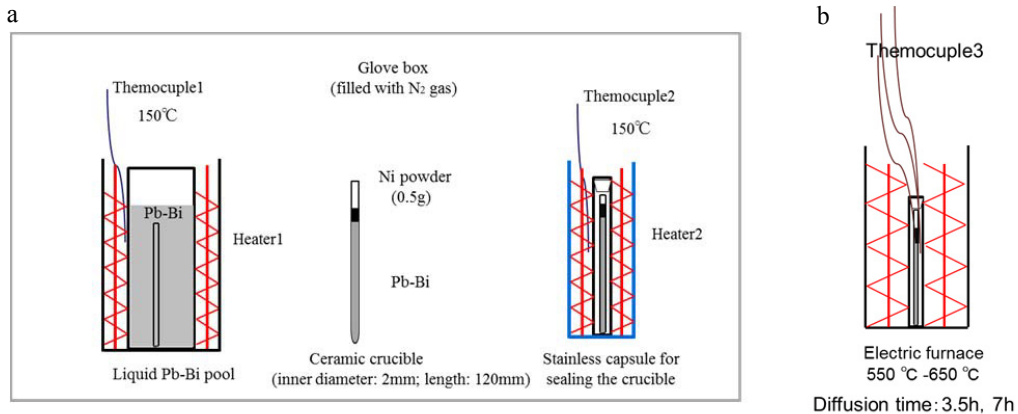 a
Themocuple1
150℃
Pb-Bi
Heater1
Liquid Pb-Bi pool
Glove box
(filled with N₂ gas)
Ni powder
(0.5g)
Pb-Bi
Ceramic crucible
(inner diameter: 2mm; length: 120mm)
Themocuple2
150℃
Heater2
Stainless capsule for
sealing the crucible
b
Themocuple3
Electric furnace
550 ℃ -650 ℃
Diffusion time:3.5h, 7h